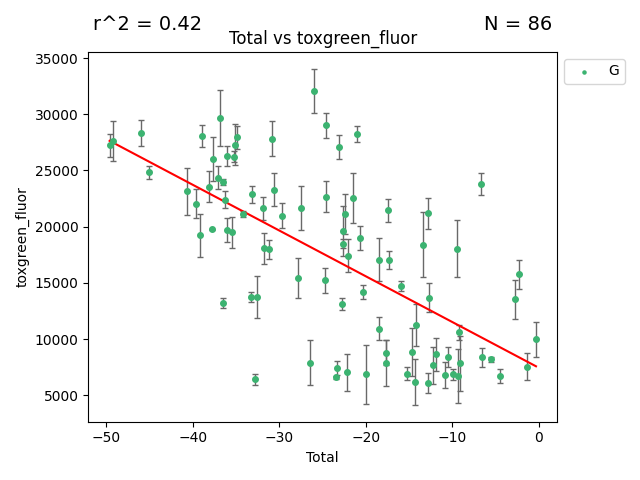 r^2 = 0.42
N = 86
Total vs toxgreen_fluor
G
35000
30000
25000
20000
15000
10000
5000
toxgreen_fluor
−50
−40
−30
−20
−10
0
Total